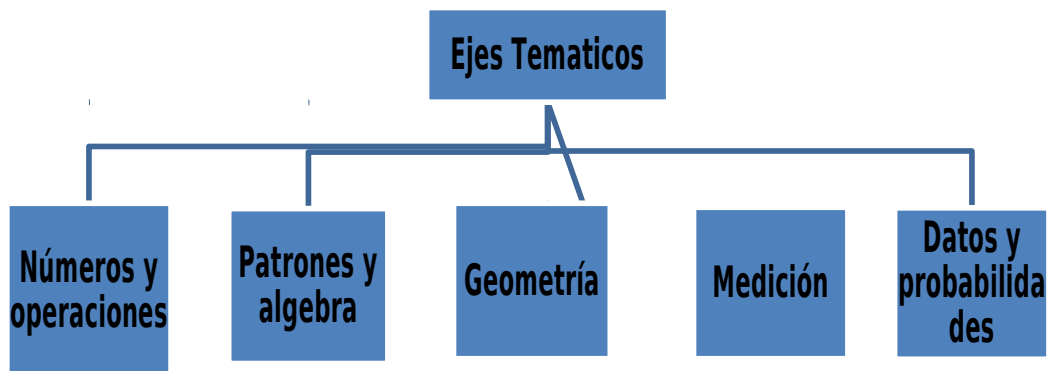 Ejes Tematicos
Números y
operaciones
Patrones y
algebra
Geometría
Medición
Datos y
probabilida
des